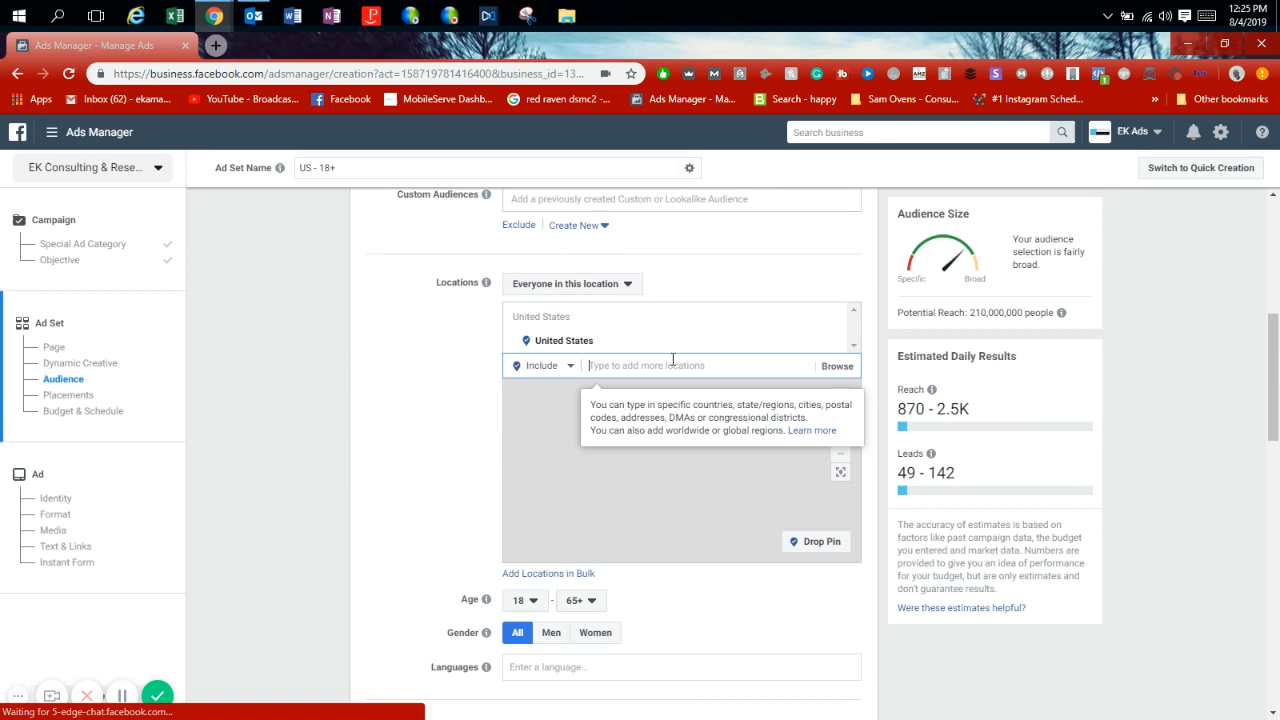 12:25 PM
8/4/2019
Ads Manager - Manage Ads
https://business.facebook.com/adsmanager/creation?act=1587197814164008&business_id=13...
Apps
Inbox (62) - ekama...
YouTube - Broadcas...
Facebook
MobileServe Dashb...
red raven dsmc2 -...
Ads Manager - Ma...
Search - happy
Sam Ovens - Consu...
#1 Instagram Sched...
»
Other bookmarks
Ads Manager
Search business
EK Ads
EK Consulting & Rese...
Ad Set Name
US - 18+
Switch to Quick Creation
Campaign
Special Ad Category
Objective
Ad Set
Page
Dynamic Creative
Audience
Placements
Budget & Schedule
Ad
Identity
Format
Media
Text & Links
Instant Form
Custom Audiences
Add a previously created Custom or Lookalike Audience
Exclude
Create New
Locations
Everyone in this location
United States
United States
Include
Type to add more locations
Browse
You can type in specific countries, state/regions, cities, postal
codes, addresses, DMAs or congressional districts.
You can also add worldwide or global regions. Learn more
Drop Pin
Add Locations in Bulk
Age
18
-
65+
Gender
All
Men
Women
Languages
Enter a language...
Audience Size
Specific
Broad
Your audience
selection is fairly
broad.
Potential Reach: 210,000,000 people
Estimated Daily Results
Reach
870 - 2.5K
Leads
49 - 142
The accuracy of estimates is based on
factors like past campaign data, the budget
you entered and market data. Numbers are
provided to give you an idea of performance
for your budget, but are only estimates and
don't guarantee results.
Were these estimates helpful?
Waiting for 5-edge-chat.facebook.com...